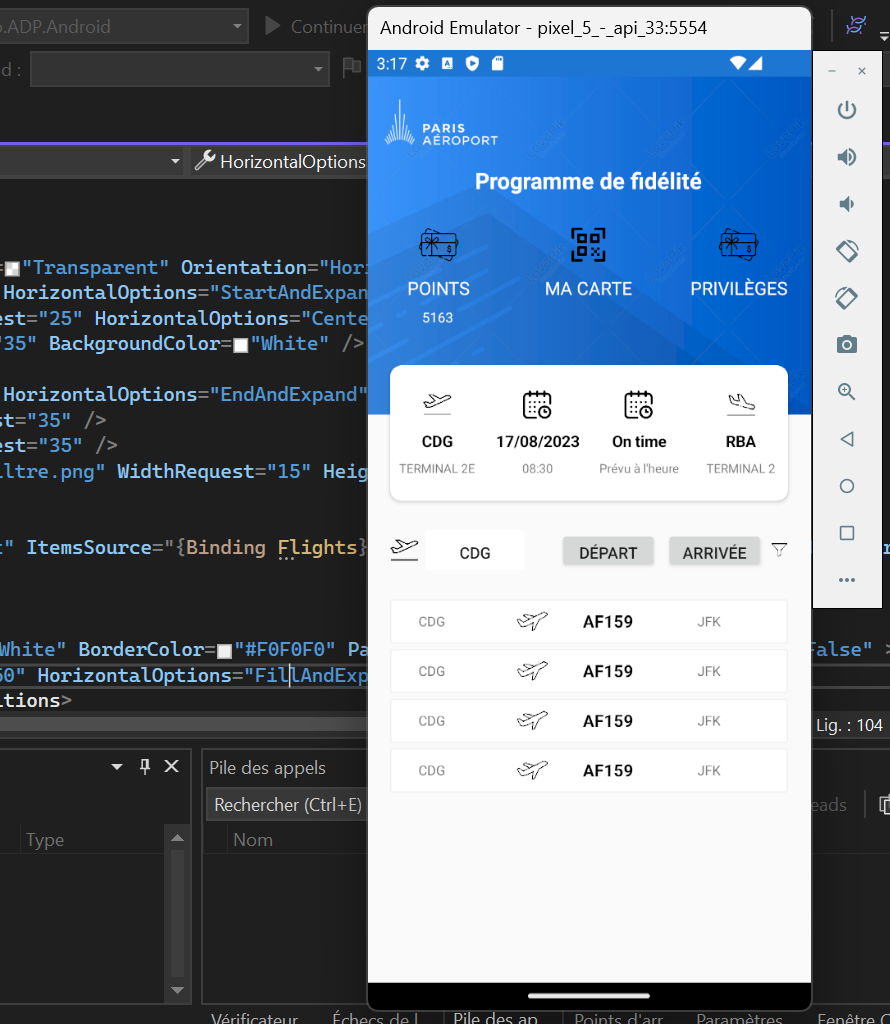 o.ADP.Android
Continuer
Android Emulator - pixel_5_-_api_33:5554
d :
3:17
PARIS
AÉROPORT
HorizontalOptions
Programme de fidélité
"Transparent" Orientation="Hor
HorizontalOptions="StartAndExpan
est="25" HorizontalOptions="Cente
"35" BackgroundColor="White" />
HorizontalOptions="EndAndExpand"
st="35" />
est="35" />
iltre.png" WidthRequest="15" Heig
POINTS
MA CARTE
PRIVILÈGES
5163
CDG
17/08/2023
On time
RBA
TERMINAL 2E
08:30
Prévu à l'heure
TERMINAL 2
" ItemsSource="{Binding Flights}
CDG
DÉPART
ARRIVÉE
CDG
AF159
JFK
CDG
AF159
JFK
CDG
AF159
JFK
CDG
AF159
JFK
White" BorderColor="#F0F0F0" Pa
False" >
50" HorizontalOptions="FillAndExp
itions>
Lig. : 104
Pile des appels
Rechercher (Ctrl+E)
eads
Type
Nom
Vérificateur
Échecs de l
Pile des ap
Points d'arr
Paramètres
Fenêtre C